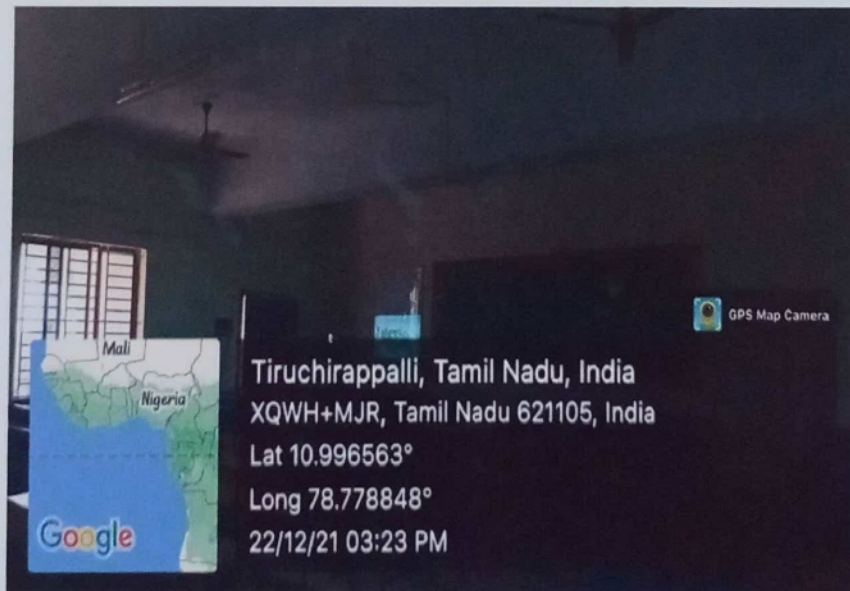 GPS Map Camera
Mali
Nigeria
Google
Tiruchirappalli, Tamil Nadu, India
XQWH+MJR, Tamil Nadu 621105, India
Lat 10.996563°
Long 78.778848°
22/12/21 03:23 PM